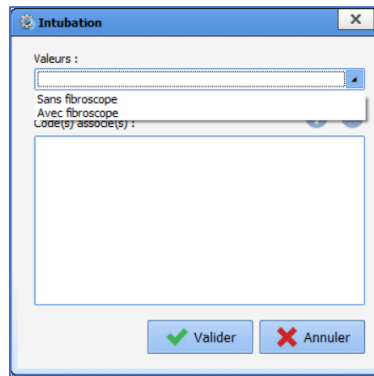 Intubation
Valeurs :
Sans fibroscope
Avec fibroscope
Code(s) associé(s) :
Valider
Annuler